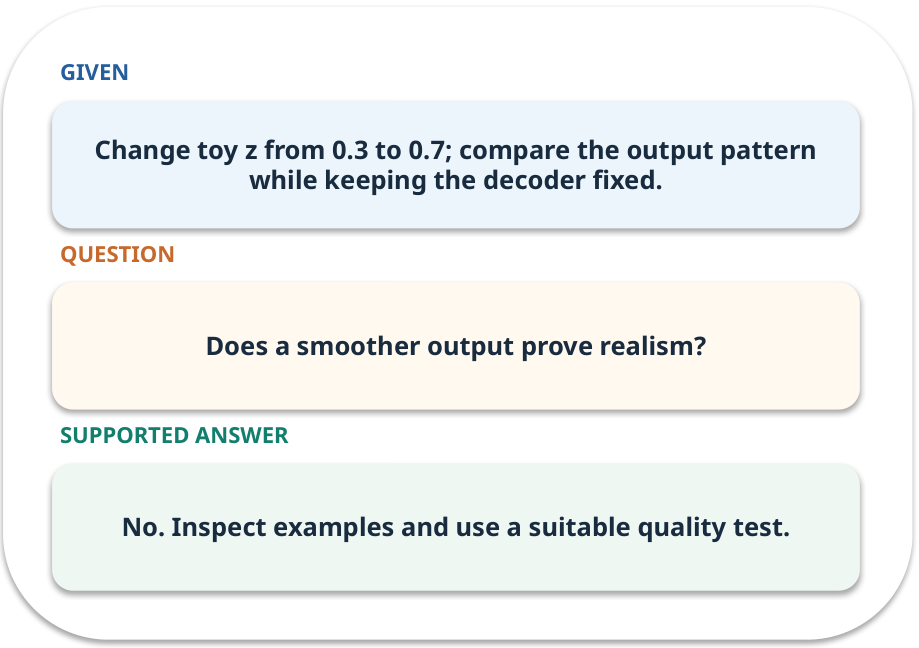 GIVEN
Change toy z from 0.3 to 0.7; compare the output pattern
while keeping the decoder fixed.
QUESTION
Does a smoother output prove realism?
SUPPORTED ANSWER
No. Inspect examples and use a suitable quality test.